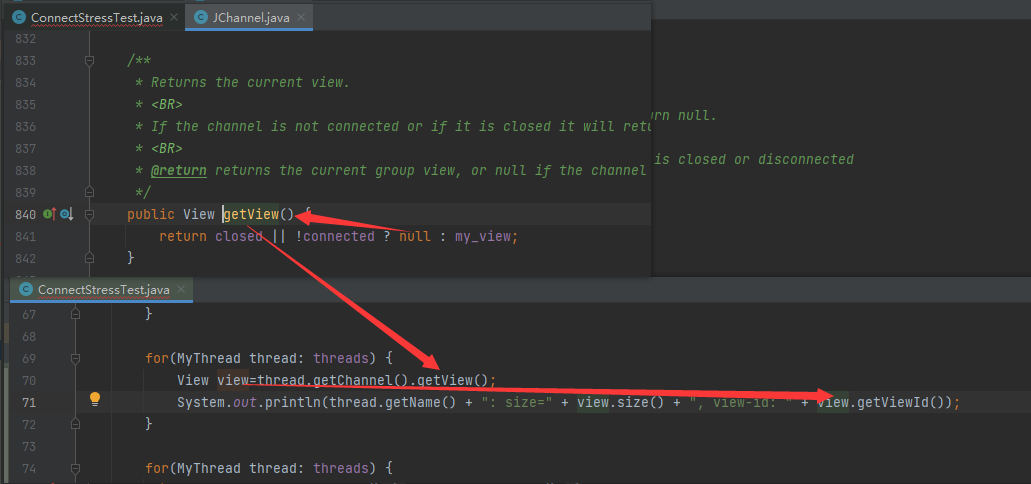 ConnectStressTest.java
JChannel.java
832
833 /**
834 * Returns the current view.
835 * <BR>
836 * If the channel is not connected or if it is closed it will retu rn null.
837 * <BR>
838 * @return returns the current group view, or null if the channel is closed or disconnected
839 */
840 public View getView() {
841 return closed || !connected ? null : my_view;
842 }
ConnectStressTest.java
67 }
68
69 for(MyThread thread: threads) {
70 View view=thread.getChannel().getView();
71 System.out.println(thread.getName() + ": size=" + view.size() + ", view-id: " + view.getViewId());
72 }
73
74 for(MyThread thread: threads) {